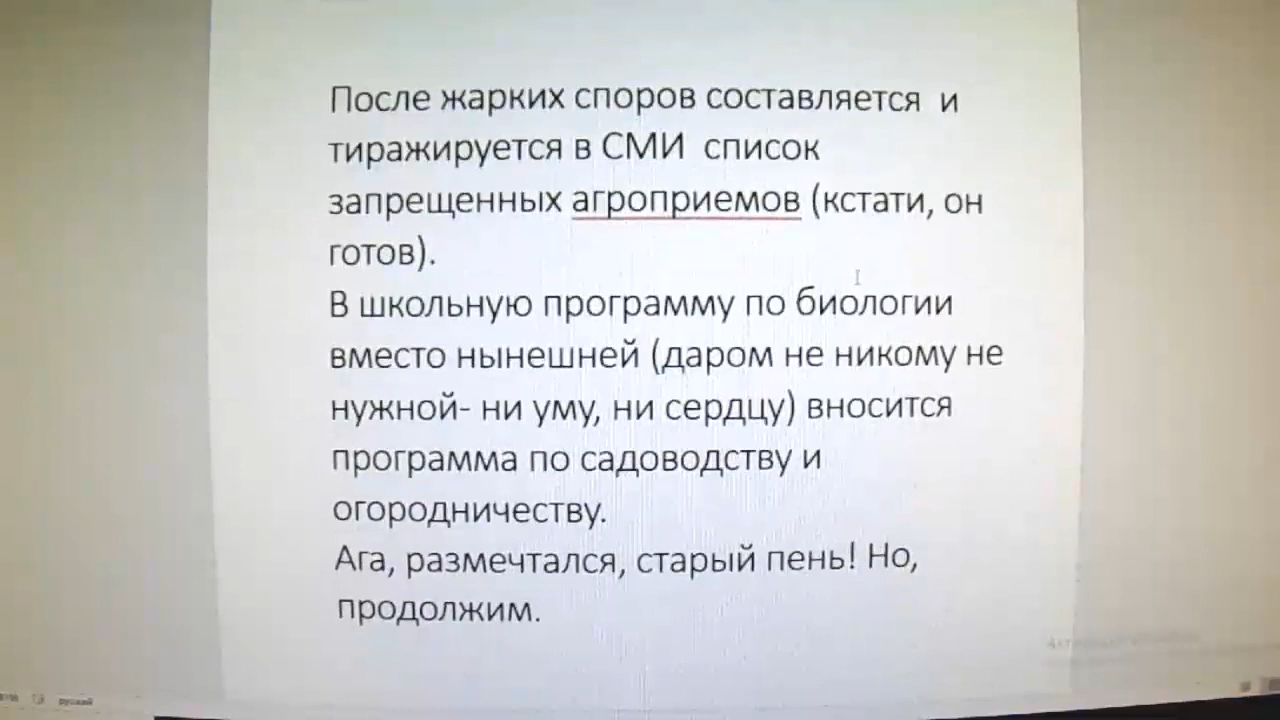 После жарких споров составляется и
тиражируется в СМИ список
запрещенных агроприемов (кстати, он
готов).
В школьную программу по биологии
вместо нынешней (даром не никому не
нужной- ни уму, ни сердцу) вносится
программа по садоводству и
огородничеству.
Ага, размечтался, старый пень! Но,
продолжим.
русский